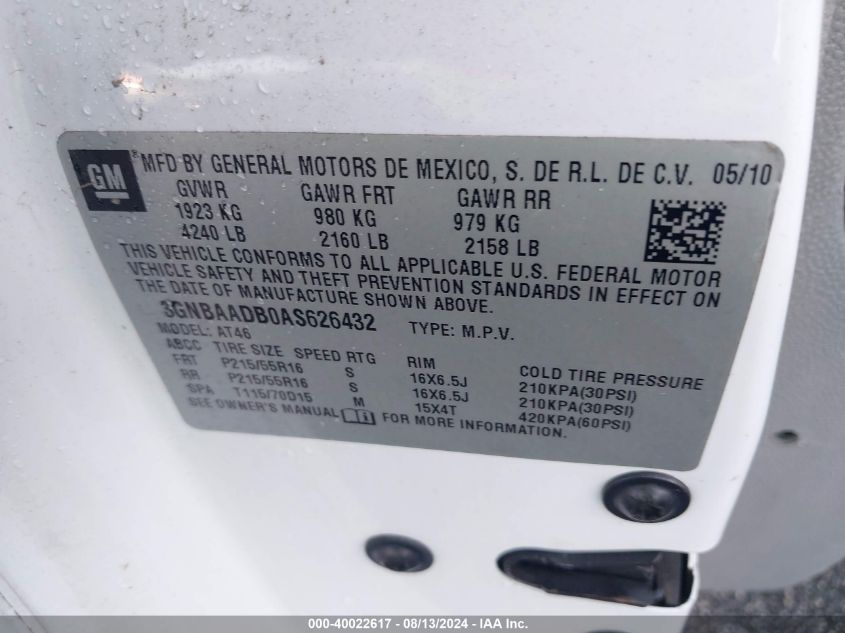 GM
MFD BY GENERAL MOTORS DE MEXICO, S. DE R.L. DE C.V. 05/10
GVWR GAWR FRT GAWR RR
1923 KG 980 KG 979 KG
4240 LB 2160 LB 2158 LB
THIS VEHICLE CONFORMS TO ALL APPLICABLE U.S. FEDERAL MOTOR
VEHICLE SAFETY AND THEFT PREVENTION STANDARDS IN EFFECT ON
THE DATE OF MANUFACTURE SHOWN ABOVE.
3GNBAADB0AS626432 TYPE: M.P.V.
MODEL: AT46
ABCC TIRE SIZE SPEED RTG RIM COLD TIRE PRESSURE
FRT P215/55R16 S 16X6.5J 210KPA(30PSI)
RR P215/55R16 S 16X6.5J 210KPA(30PSI)
SPA T115/70D15 M 15X4T 420KPA(60PSI)
SEE OWNER'S MANUAL FOR MORE INFORMATION.
000-40022617 - 08/13/2024 - IAA Inc.